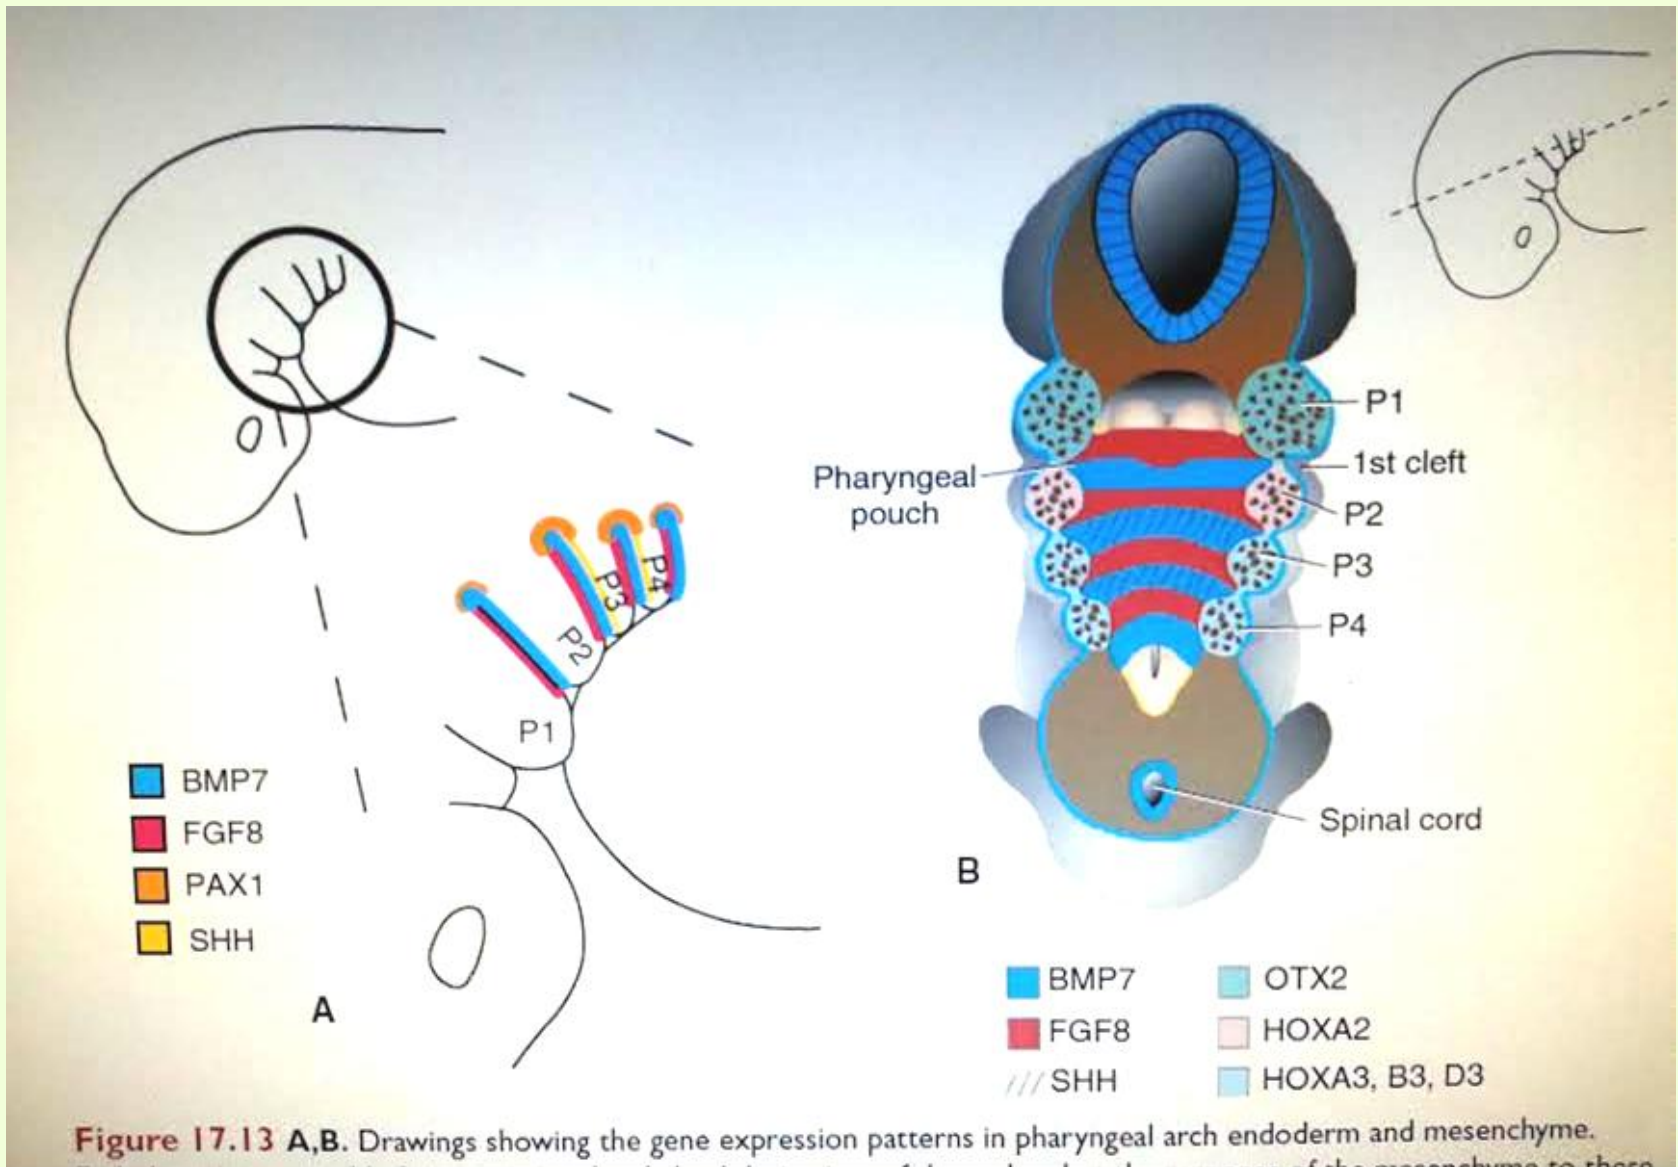 P1
P2
P3
P4
BMP7
FGF8
PAX1
SHH
A
Pharyngeal
pouch
P1
1st cleft
P2
P3
P4
Spinal cord
B
BMP7
FGF8
SHH
OTX2
HOXA2
HOXA3, B3, D3
Figure 17.13 A,B. Drawings showing the gene expression patterns in pharyngeal arch endoderm and mesenchyme.